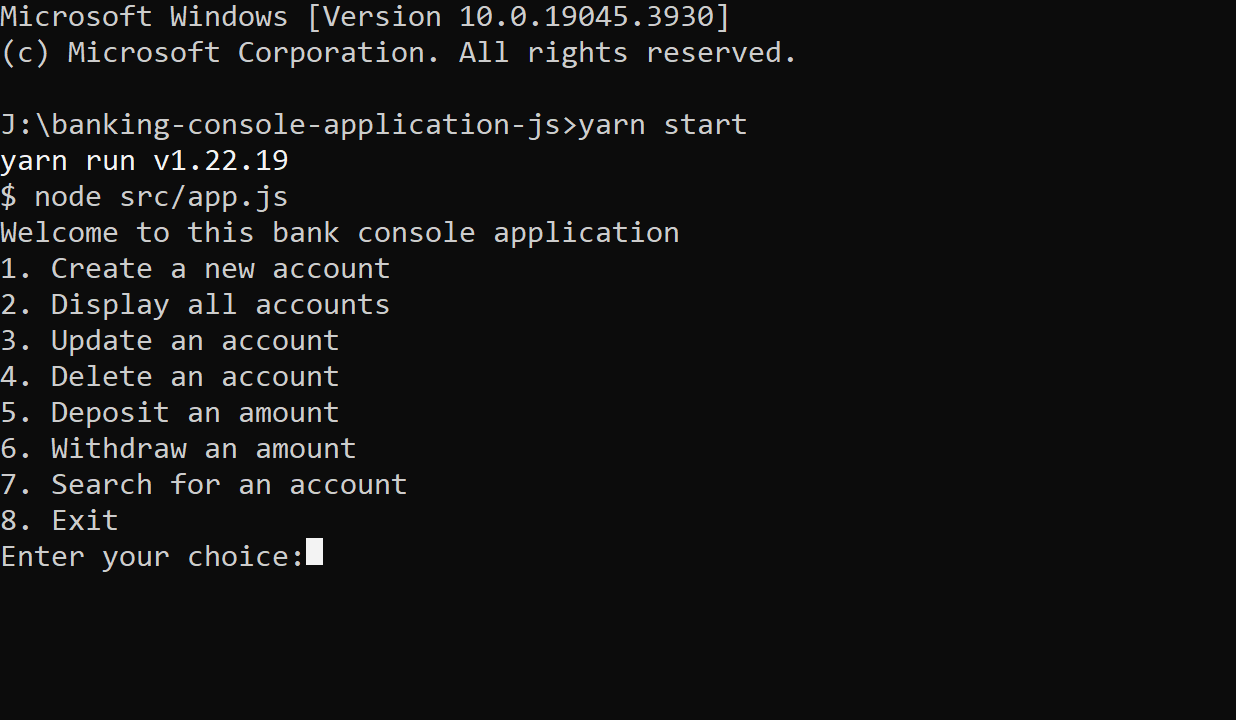 Microsoft Windows [Version 10.0.19045.3930]
(c) Microsoft Corporation. All rights reserved.
J:\banking-console-application-js>yarn start
yarn run v1.22.19
$ node src/app.js
Welcome to this bank console application
1. Create a new account
2. Display all accounts
3. Update an account
4. Delete an account
5. Deposit an amount
6. Withdraw an amount
7. Search for an account
8. Exit
Enter your choice: